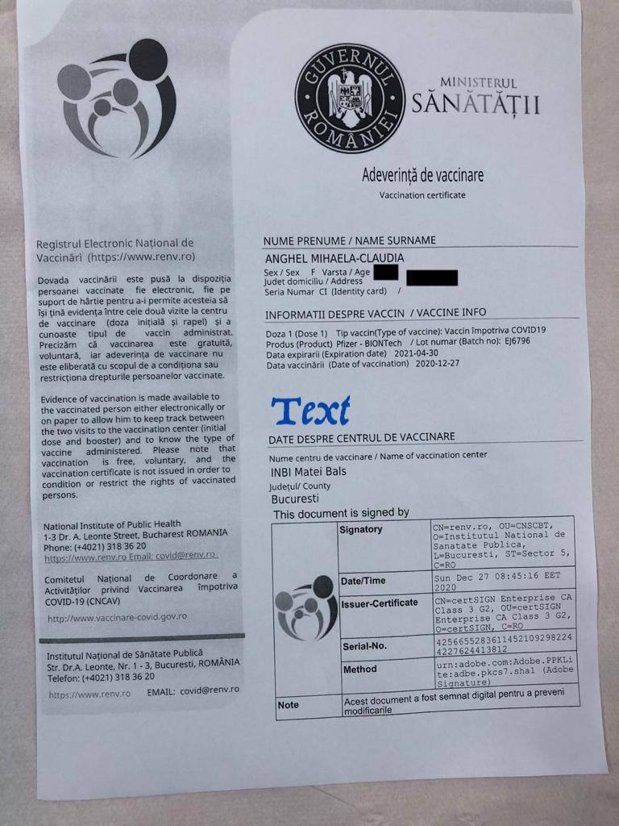 GUVERNUL ROMÂNIEI
MINISTERUL
SĂNĂTĂȚII
Adeverință de vaccinare
Vaccination certificate
Registrul Electronic Național de
Vaccinări (https://www.renv.ro)
Dovada vaccinării este pusă la dispoziția
persoanei vaccinate fie electronic, fie pe
suport de hârtie pentru a-i permite acesteia să
își țină evidența între cele două vizite la centru
de vaccinare (doza inițială și rapel) și a
cunoaste tipul de vaccin administrat.
Precizăm că vaccinarea este gratuită,
voluntară, iar adeverința de vaccinare nu
este eliberată cu scopul de a condiționa sau
restricționa drepturile persoanelor vaccinate.
Evidence of vaccination is made available to
the vaccinated person either electronically or
on paper to allow him to keep track between
the two visits to the vaccination center (initial
dose and booster) and to know the type of
vaccine administered. Please note that
vaccination is free, voluntary, and the
vaccination certificate is not issued in order to
condition or restrict the rights of vaccinated
persons.
National Institute of Public Health
1-3 Dr. A. Leonte Street, Bucharest ROMANIA
Phone: (+4021) 318 36 20
https://www.renv.ro Email: covid@renv.ro
Comitetul Național de Coordonare a
Activităților privind Vaccinarea împotriva
COVID-19 (CNCAV)
http://www.vaccinare-covid.gov.ro
Institutul Național de Sănătate Publică
Str. Dr.A. Leonte, Nr. 1 - 3, Bucuresti, ROMÂNIA
Telefon: (+4021) 318 36 20
https://www.renv.ro EMAIL: covid@renv.ro
NUME PRENUME / NAME SURNAME
ANGHEL MIHAELA-CLAUDIA
Sex / Sex F Varsta / Age
Judet domiciliu / Address
Seria Numar CI (Identity card) /
INFORMATII DESPRE VACCIN / VACCINE INFO
Doza 1 (Dose 1) Tip vaccin(Type of vaccine): Vaccin împotriva COVID19
Produs (Product) Pfizer - BIONTech / Lot numar (Batch no): EJ6796
Data expirarii (Expiration date) 2021-04-30
Data vaccinării (Date of vaccination) 2020-12-27
Text
DATE DESPRE CENTRUL DE VACCINARE
Nume centru de vaccinare / Name of vaccination center
INBI Matei Bals
Județul/ County
Bucuresti
This document is signed by
Signatory
CN=renv.ro, OU=CNSCBT,
O=Institutul National de
Sanatate Publica,
L=Bucuresti, ST=Sector 5,
C=RO
Date/Time
Sun Dec 27 08:45:16 EET
2020
Issuer-Certificate
CN=certSIGN Enterprise CA
Class 3 G2, OU=certSIGN
Enterprise CA Class 3 G2,
O=certSIGN, C=RO
Serial-No.
4256655283611452109298224
4227624413812
Method
urn:adobe.com:Adobe.PPKLi
te:adbe.pkcs7.sha1 (Adobe
Signature)
Note
Acest document a fost semnat digital pentru a preveni
modificarile